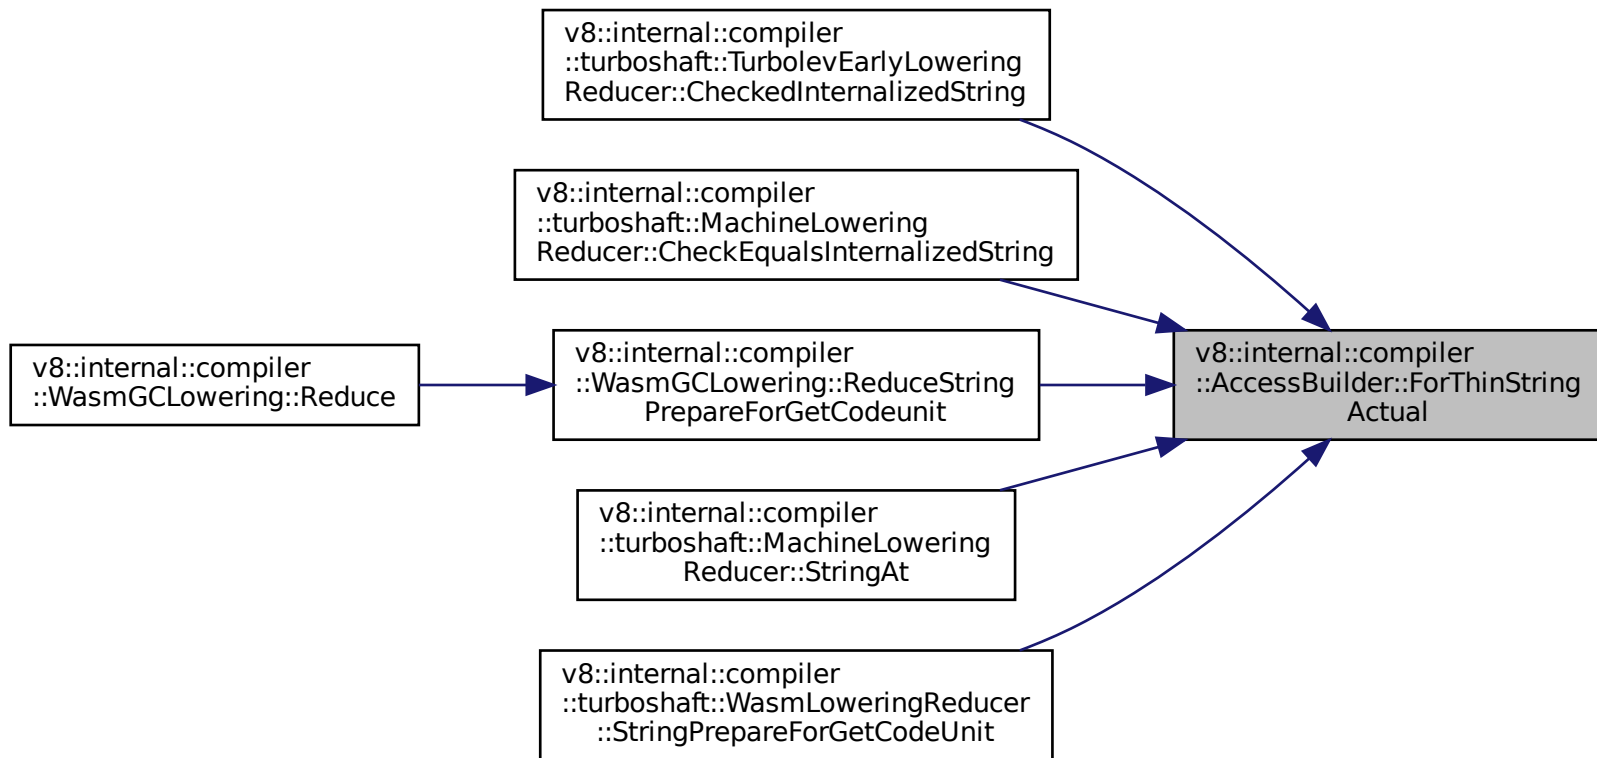 v8::internal::compiler
::turboshaft::TurbolevEarlyLowering
Reducer::CheckedInternalizedString
v8::internal::compiler
::turboshaft::MachineLowering
Reducer::CheckEqualsInternalizedString
v8::internal::compiler
::WasmGCLowering::Reduce
v8::internal::compiler
::WasmGCLowering::ReduceString
PrepareForGetCodeunit
v8::internal::compiler
::AccessBuilder::ForThinString
Actual
v8::internal::compiler
::turboshaft::MachineLowering
Reducer::StringAt
v8::internal::compiler
::turboshaft::WasmLoweringReducer
::StringPrepareForGetCodeUnit